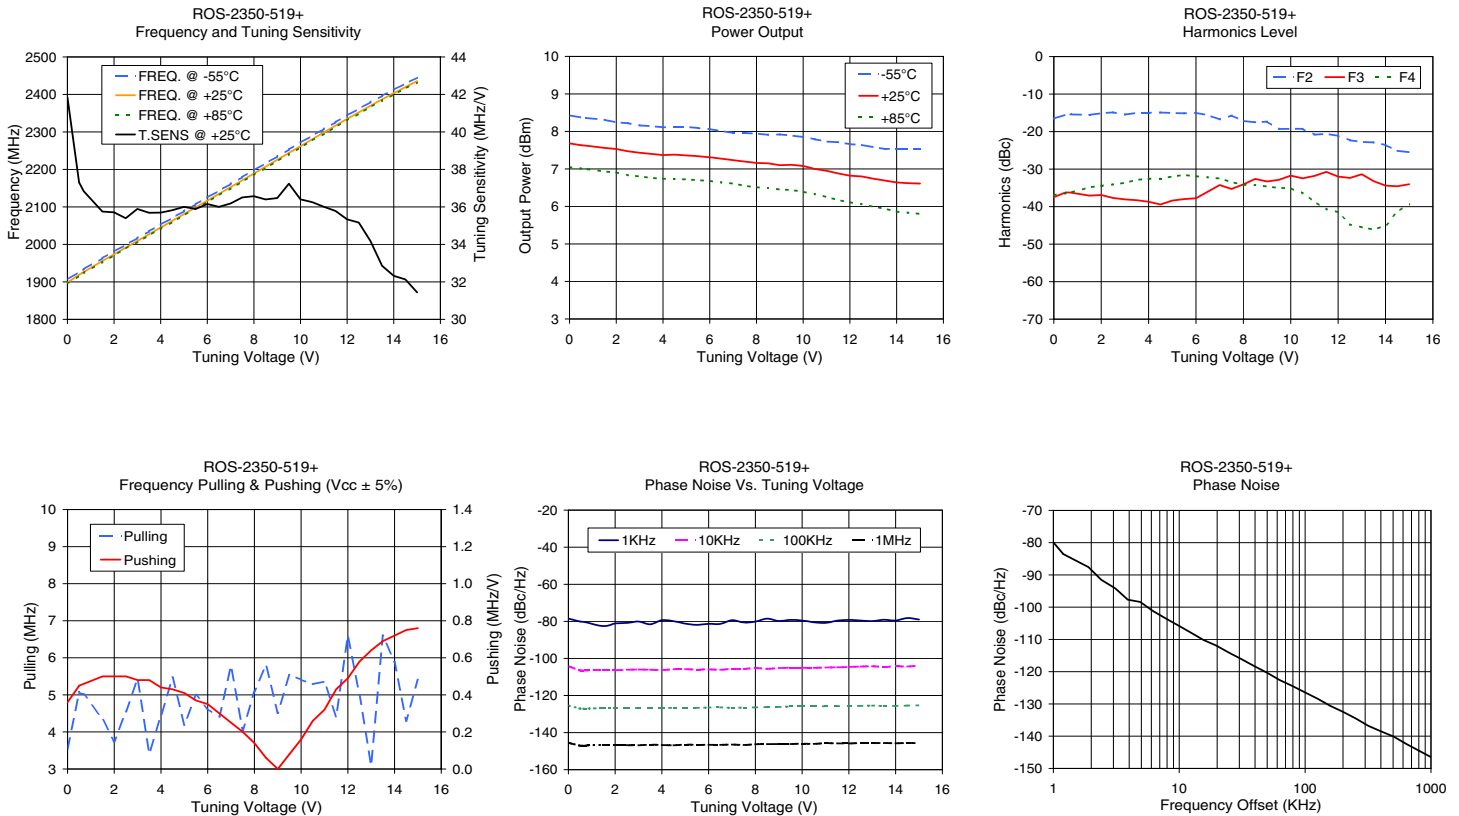 ROS-2350-519+
Frequency and Tuning Sensitivity
2500
2400
2300
2200
2100
2000
1900
1800
44
42
40
38
36
34
32
30
0 2 4 6 8 10 12 14 16
Frequency (MHz)
Tuning Sensitivity (MHz/V)
Tuning Voltage (V)
FREQ. @ -55°C
FREQ. @ +25°C
FREQ. @ +85°C
T.SENS @ +25°C
ROS-2350-519+
Power Output
10
9
8
7
6
5
4
3
0 2 4 6 8 10 12 14 16
Output Power (dBm)
Tuning Voltage (V)
-55°C
+25°C
+85°C
ROS-2350-519+
Harmonics Level
0
-10
-20
-30
-40
-50
-60
-70
0 2 4 6 8 10 12 14 16
Harmonics (dBc)
Tuning Voltage (V)
F2 F3 F4
ROS-2350-519+
Frequency Pulling & Pushing (Vcc ± 5%)
10
9
8
7
6
5
4
3
1.4
1.2
1.0
0.8
0.6
0.4
0.2
0.0
0 2 4 6 8 10 12 14 16
Pulling (MHz)
Pushing (MHz/V)
Tuning Voltage (V)
Pulling
Pushing
ROS-2350-519+
Phase Noise Vs. Tuning Voltage
-20
-40
-60
-80
-100
-120
-140
-160
0 2 4 6 8 10 12 14 16
Phase Noise (dBc/Hz)
Tuning Voltage (V)
1KHz 10KHz 100KHz 1MHz
ROS-2350-519+
Phase Noise
-70
-80
-90
-100
-110
-120
-130
-140
-150
1 10 100 1000
Phase Noise (dBc/Hz)
Frequency Offset (KHz)